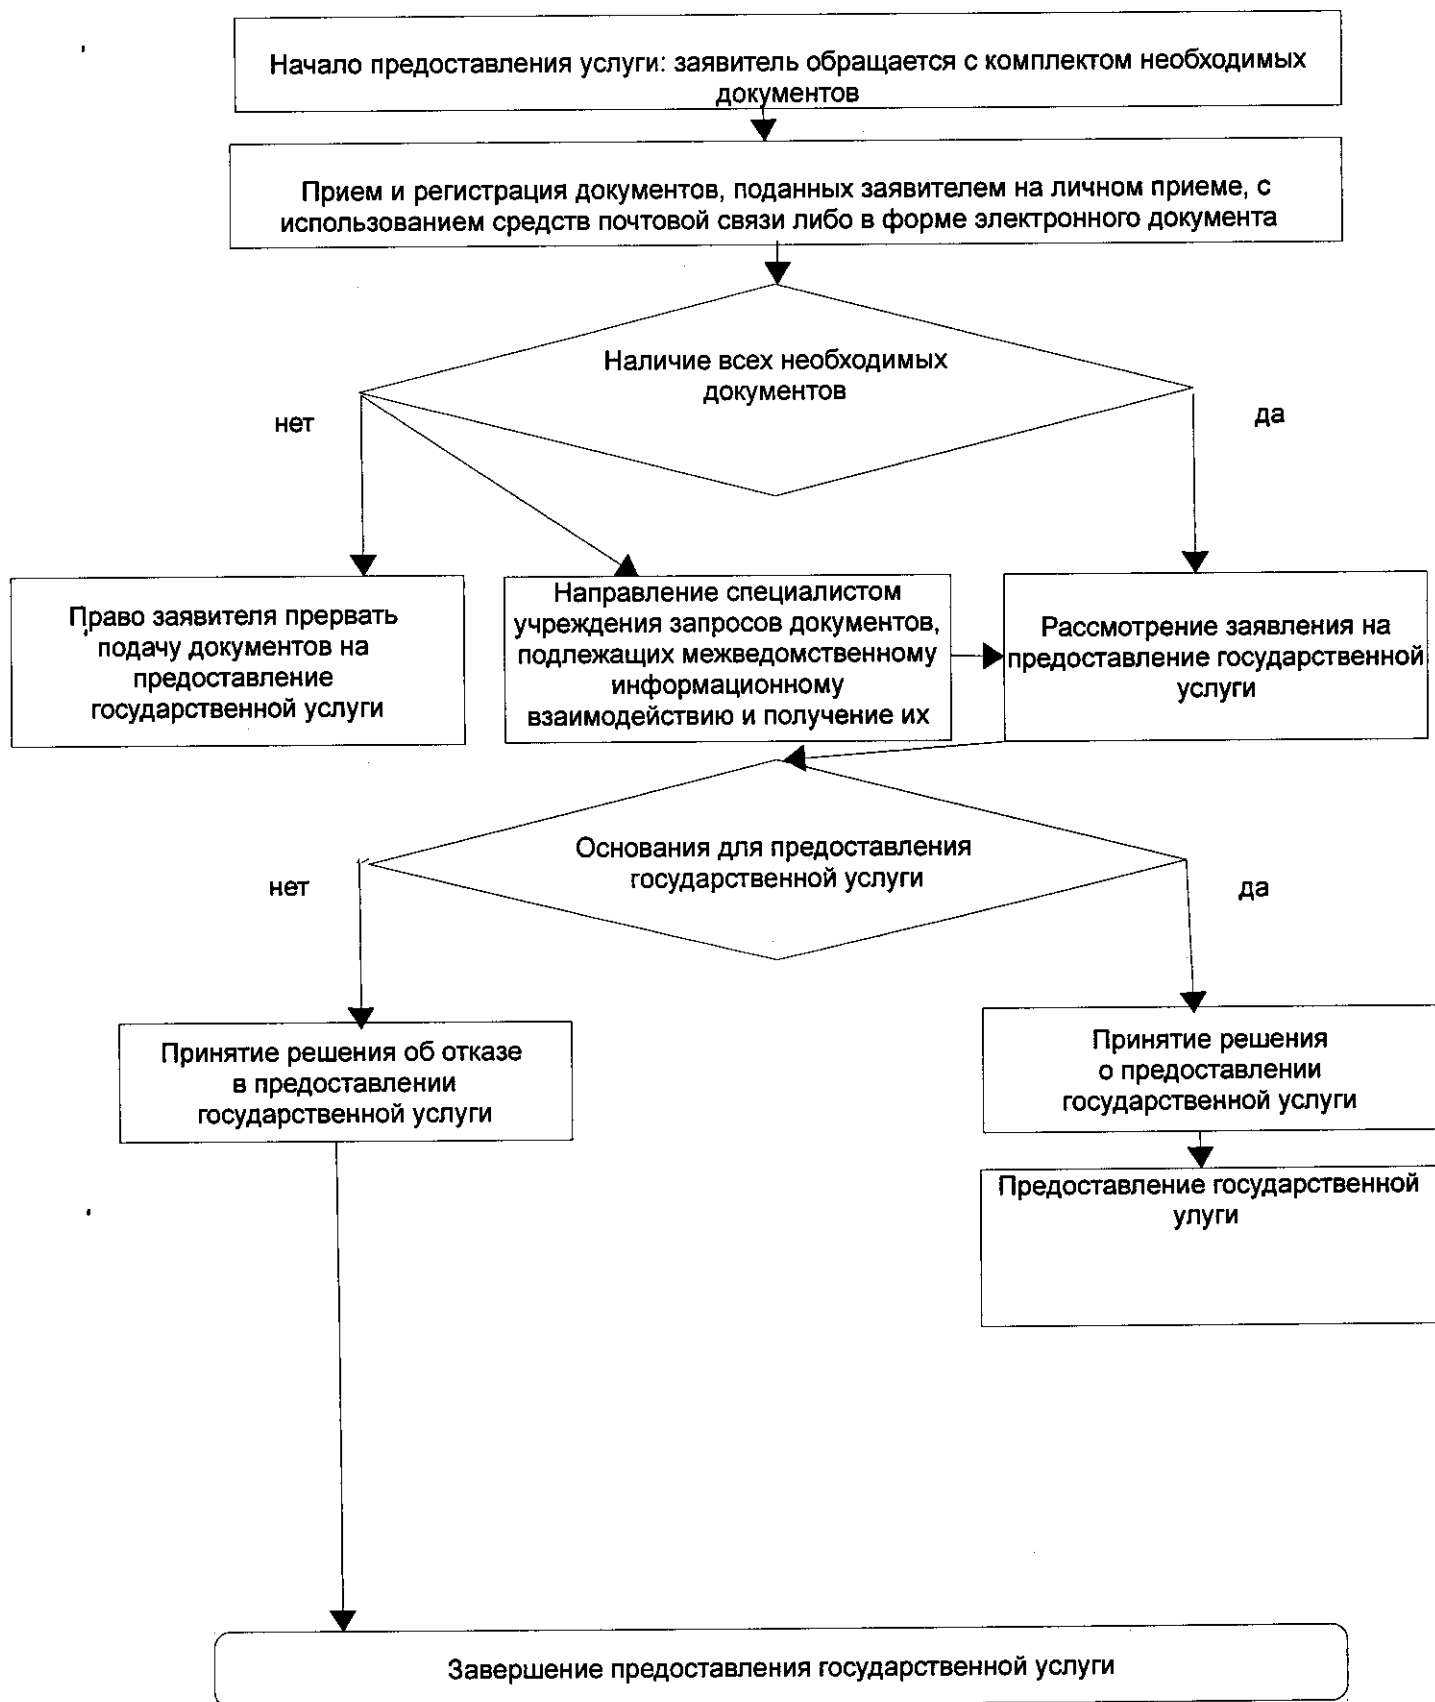 Начало предоставления услуги: заявитель обращается с комплектом необходимых
документов
Прием и регистрация документов, поданных заявителем на личном приеме, с
использованием средств почтовой связи либо в форме электронного документа
Наличие всех необходимых
документов
нет
да
Право заявителя прервать
подачу документов на
предоставление
государственной услуги
Направление специалистом
учреждения запросов документов,
подлежащих межведомственному
информационному
взаимодействию и получение их
Рассмотрение заявления на
предоставление государственной
услуги
Основания для предоставления
государственной услуги
нет
да
Принятие решения об отказе
в предоставлении
государственной услуги
Принятие решения
о предоставлении
государственной услуги
Предоставление государственной
улуги
Завершение предоставления государственной услуги